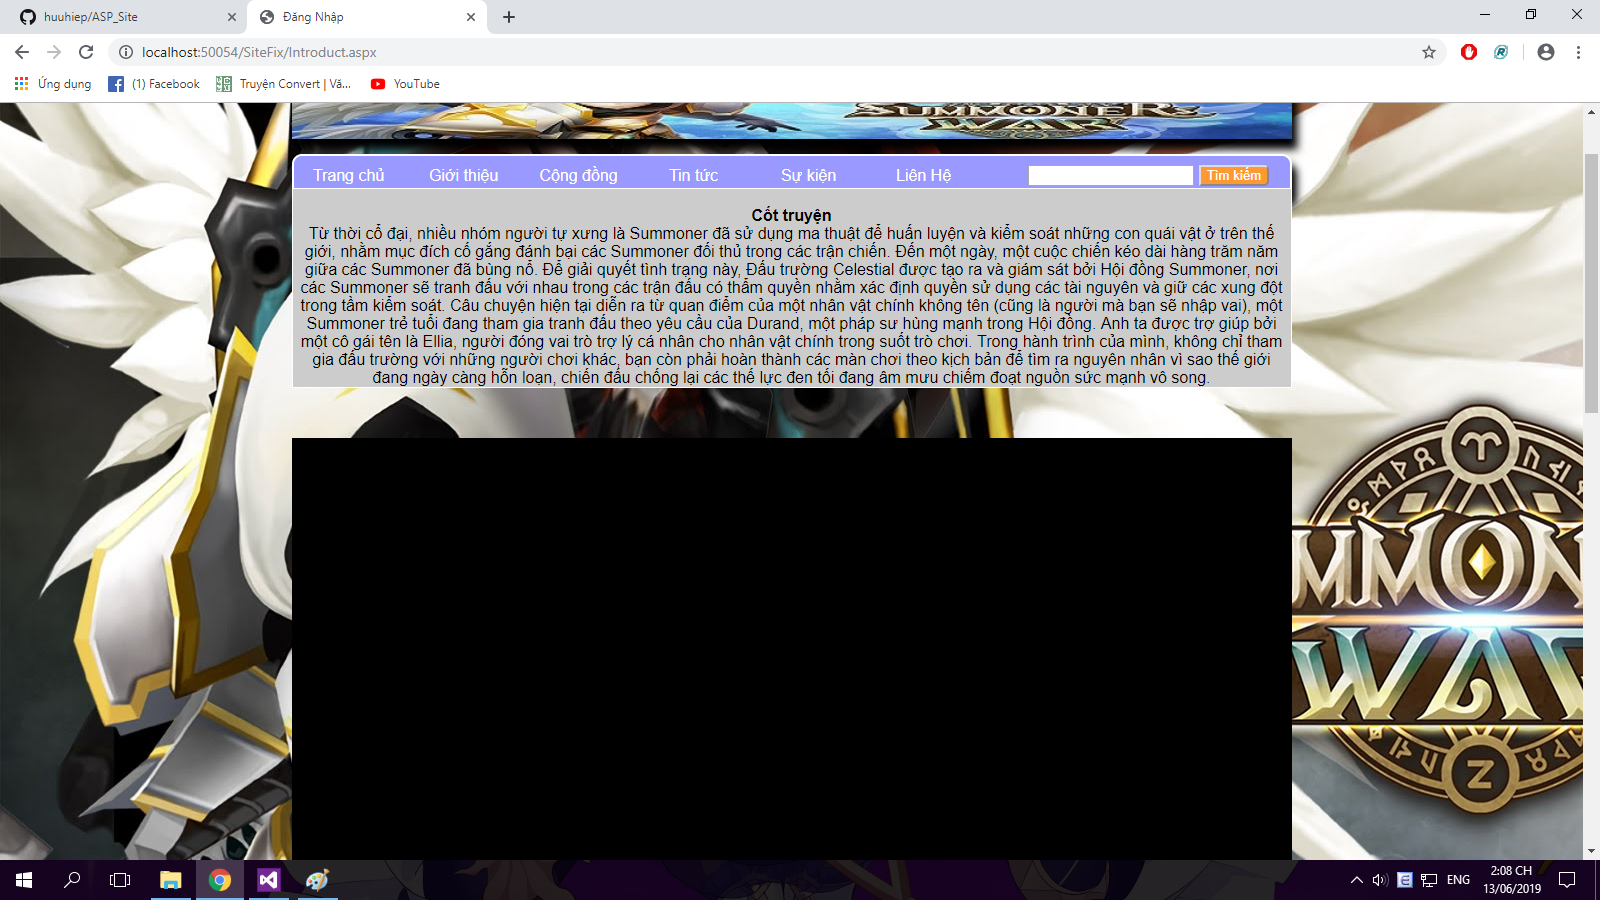 huuhiep/ASP_Site
Đăng Nhập
localhost:50054/SiteFix/Introduct.aspx
Ứng dụng
(1) Facebook
Truyện Convert | Vă...
YouTube
SUMMONERS
WAR
Trang chủ
Giới thiệu
Cộng đồng
Tin tức
Sự kiện
Liên Hệ
Tìm kiếm
Cốt truyện
Từ thời cổ đại, nhiều nhóm người tự xưng là Summoner đã sử dụng ma thuật để huấn luyện và kiểm soát những con quái vật ở trên thế
giới, nhằm mục đích cố gắng đánh bại các Summoner đối thủ trong các trận chiến. Đến một ngày, một cuộc chiến kéo dài hàng trăm năm
giữa các Summoner đã bùng nổ. Để giải quyết tình trạng này, Đấu trường Celestial được tạo ra và giám sát bởi Hội đồng Summoner, nơi
các Summoner sẽ tranh đấu với nhau trong các trận đấu có thẩm quyền nhằm xác định quyền sử dụng các tài nguyên và giữ các xung đột
trong tầm kiểm soát. Câu chuyện hiện tại diễn ra từ quan điểm của một nhân vật chính không tên (cũng là người mà bạn sẽ nhập vai), một
Summoner trẻ tuổi đang tham gia tranh đấu theo yêu cầu của Durand, một pháp sư hùng mạnh trong Hội đồng. Anh ta được trợ giúp bởi
một cô gái tên là Ellia, người đóng vai trò trợ lý cá nhân cho nhân vật chính trong suốt trò chơi. Trong hành trình của mình, không chỉ tham
gia đấu trường với những người chơi khác, bạn còn phải hoàn thành các màn chơi theo kịch bản để tìm ra nguyên nhân vì sao thế giới
đang ngày càng hỗn loạn, chiến đấu chống lại các thế lực đen tối đang âm mưu chiếm đoạt nguồn sức mạnh vô song.
ENG
2:08 CH
13/06/2019